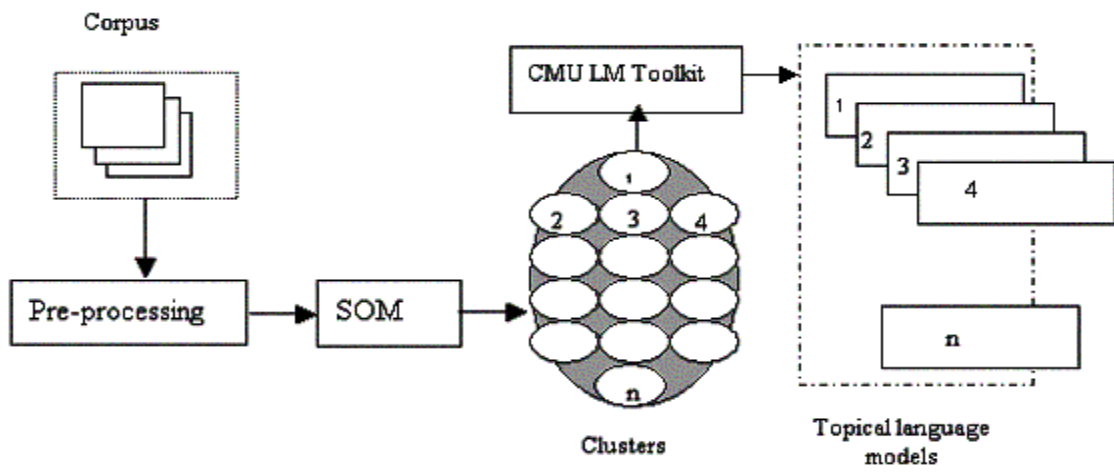 Corpus
CMU LM Toolkit
1
2
3
4
1
2
3
4
Pre-processing
SOM
n
n
Clusters
Topical language
models